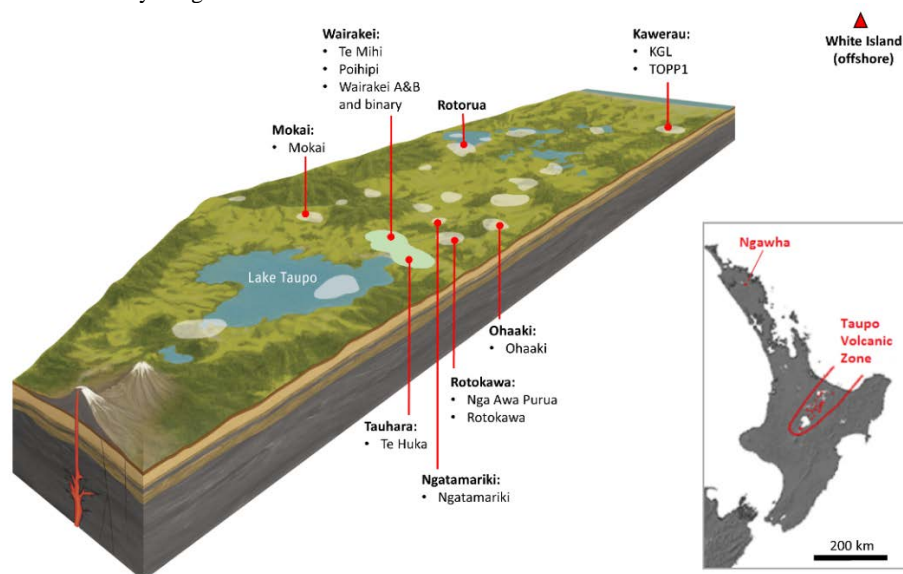 Wairakei:
• Te Mihi
• Poihipi
• Wairakei A&B
and binary
Kawerau:
• KGL
• TOPP1
White Island
(offshore)
Rotorua
Mokai:
• Mokai
Lake Taupo
Ohaaki:
• Ohaaki
Rotokawa:
• Nga Awa Purua
• Rotokawa
Tauhara:
• Te Huka
Ngatamariki:
• Ngatamariki
Ngawha
Taupo
Volcanic
Zone
200 km